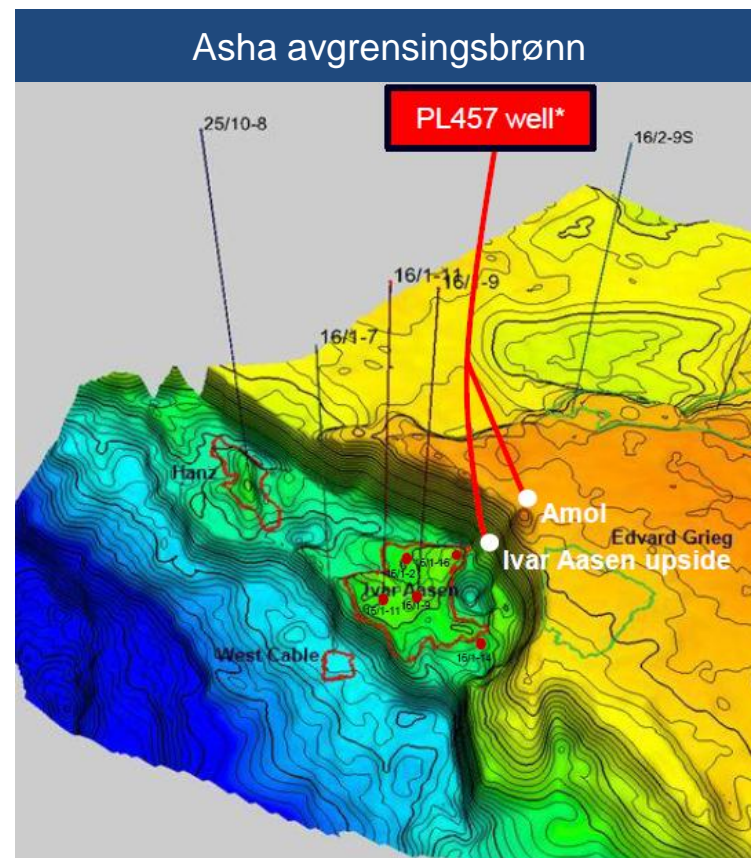 Asha avgrensingsbrønn
PL457 well*
25/10-8
16/2-9S
16/1-11
16/1-9
16/1-7
Hanz
Amol
Edvard Grieg
Ivar Aasen upside
16/1-16
16/1-2
Ivar Aasen
16/1-11
16/1-9
16/1-14
West Cable